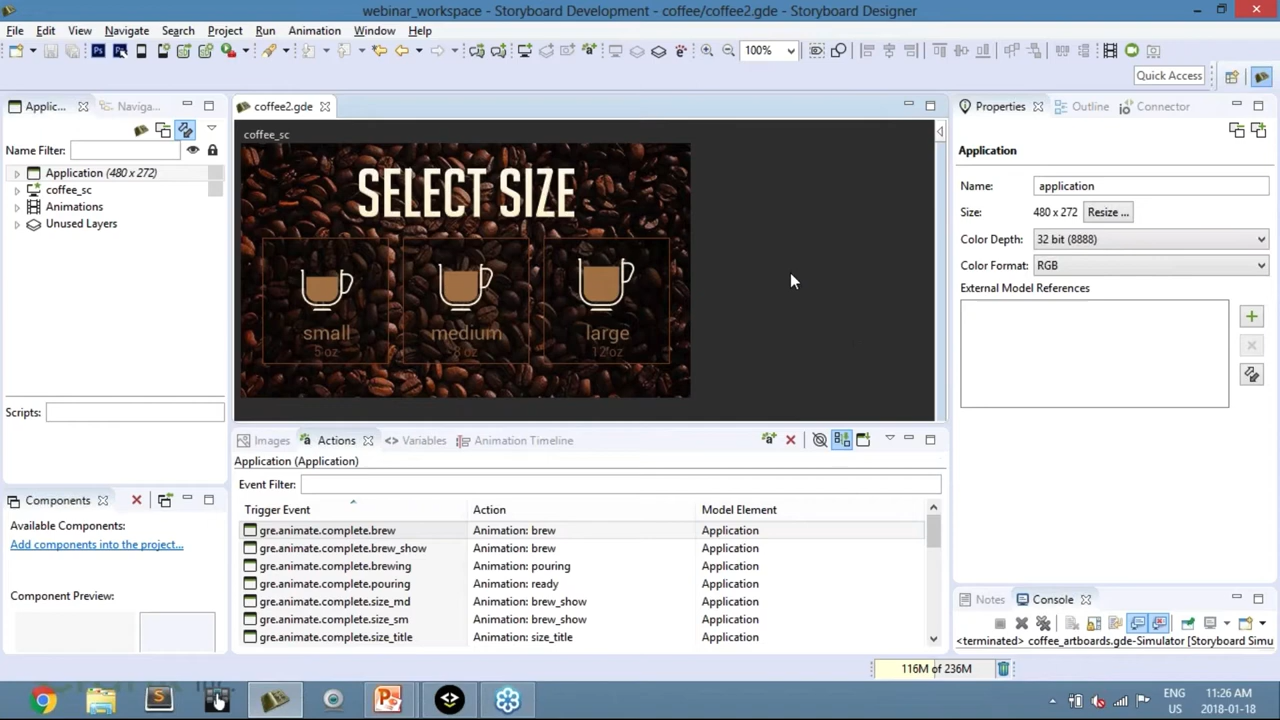 webinar_workspace - Storyboard Development - coffee/coffee2.gde - Storyboard Designer
File Edit View Navigate Search Project Run Animation Window Help
100%
Quick Access
Applic... Naviga...
Name Filter:
Application (480 x 272)
coffee_sc
Animations
Unused Layers
Scripts:
Components
Available Components:
Add components into the project...
Component Preview:
coffee2.gde
coffee_sc
SELECT SIZE
small medium large
5 oz 8 oz 12 oz
Images Actions Variables Animation Timeline
Application (Application)
Event Filter:
Trigger Event Action Model Element
gre.animate.complete.brew Animation: brew Application
gre.animate.complete.brew_show Animation: brew Application
gre.animate.complete.brewing Animation: pouring Application
gre.animate.complete.pouring Animation: ready Application
gre.animate.complete.size_md Animation: brew_show Application
gre.animate.complete.size_sm Animation: brew_show Application
gre.animate.complete.size_title Animation: size_title Application
Properties Outline Connector
Application
Name: application
Size: 480 x 272 Resize ...
Color Depth: 32 bit (8888)
Color Format: RGB
External Model References
Notes Console
<terminated> coffee_artboards.gde-Simulator [Storyboard Simu
116M of 236M
ENG 11:26 AM
US 2018-01-18